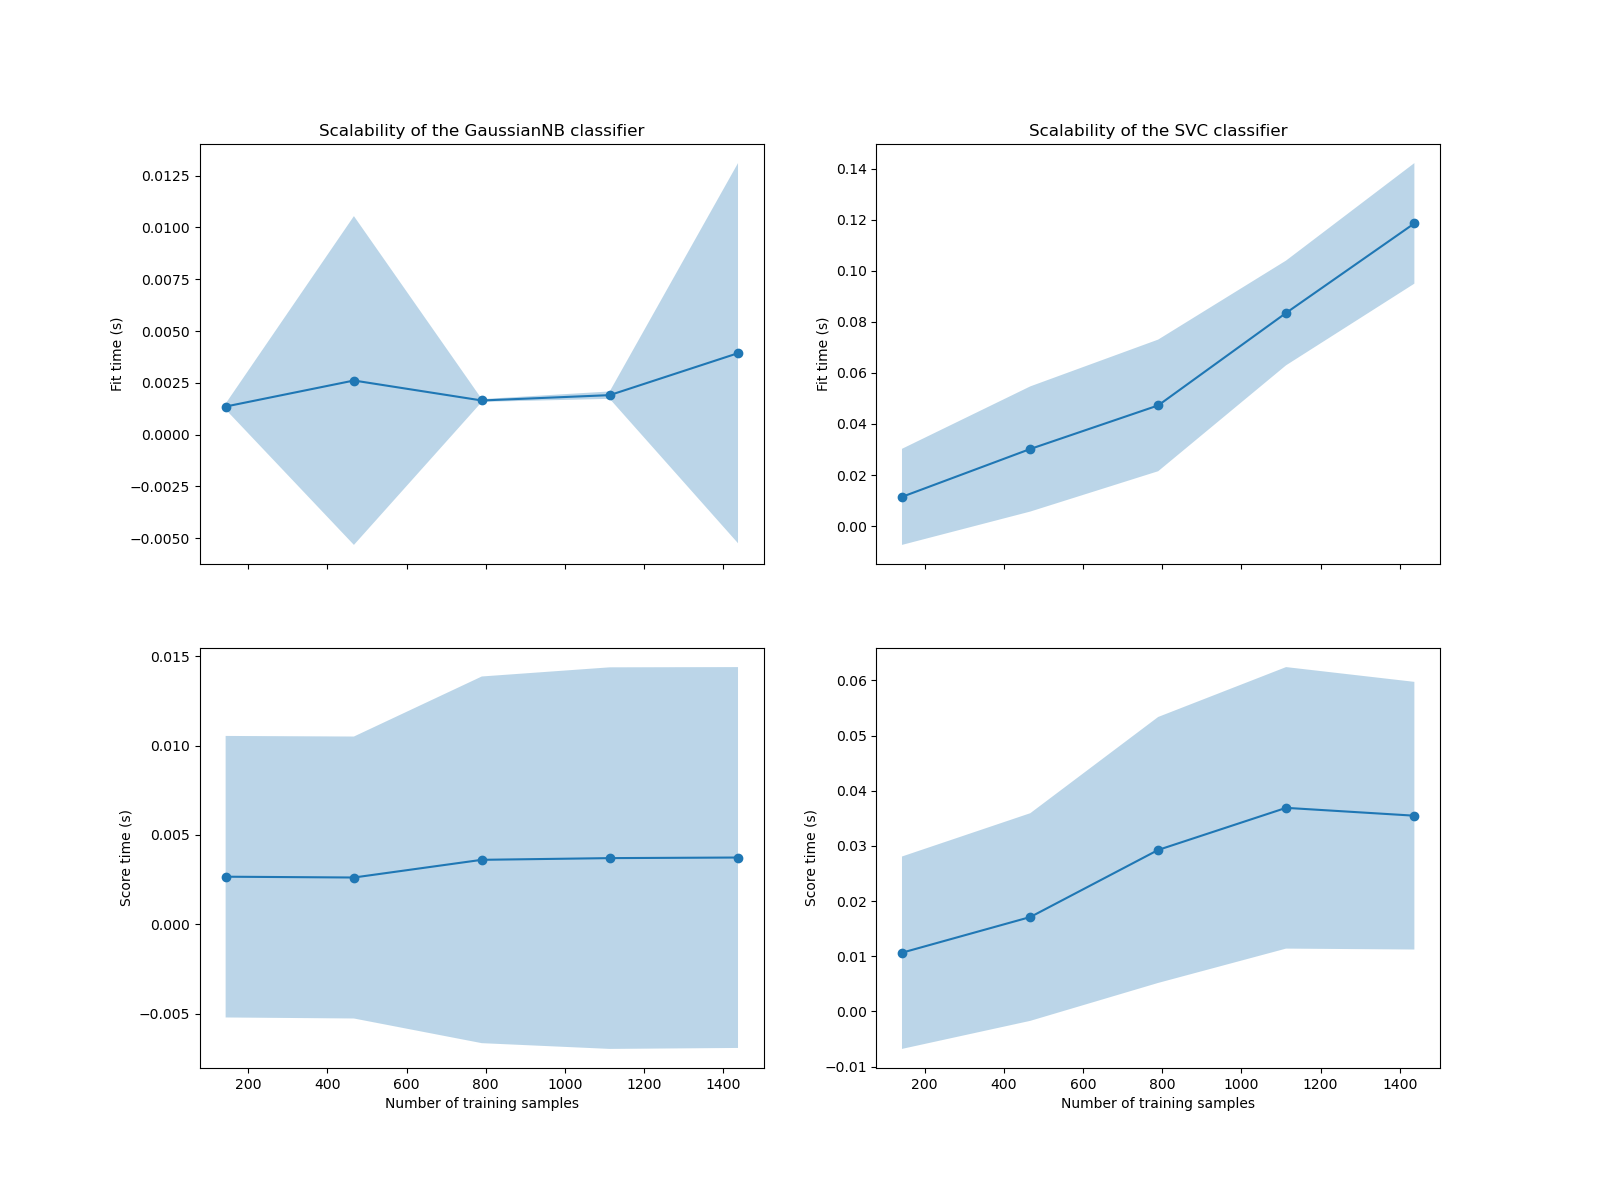 Scalability of the GaussianNB classifier
Fit time (s)
0.0125
0.0100
0.0075
0.0050
0.0025
0.0000
−0.0025
−0.0050
Scalability of the SVC classifier
Fit time (s)
0.14
0.12
0.10
0.08
0.06
0.04
0.02
0.00
Score time (s)
0.015
0.010
0.005
0.000
−0.005
200 400 600 800 1000 1200 1400
Number of training samples
Score time (s)
0.06
0.05
0.04
0.03
0.02
0.01
0.00
−0.01
200 400 600 800 1000 1200 1400
Number of training samples